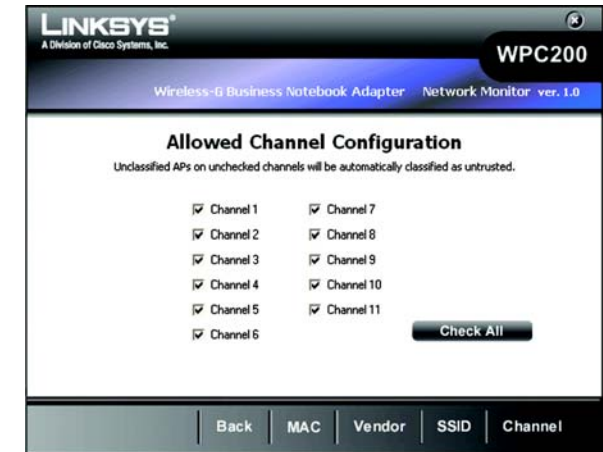 LINKSYS®
A Division of Cisco Systems, Inc.
WPC200
Wireless-G Business Notebook Adapter Network Monitor ver. 1.0
Allowed Channel Configuration
Unclassified APs on unchecked channels will be automatically classified as untrusted.
Channel 1 Channel 7
Channel 2 Channel 8
Channel 3 Channel 9
Channel 4 Channel 10
Channel 5 Channel 11
Channel 6
Check All
Back MAC Vendor SSID Channel